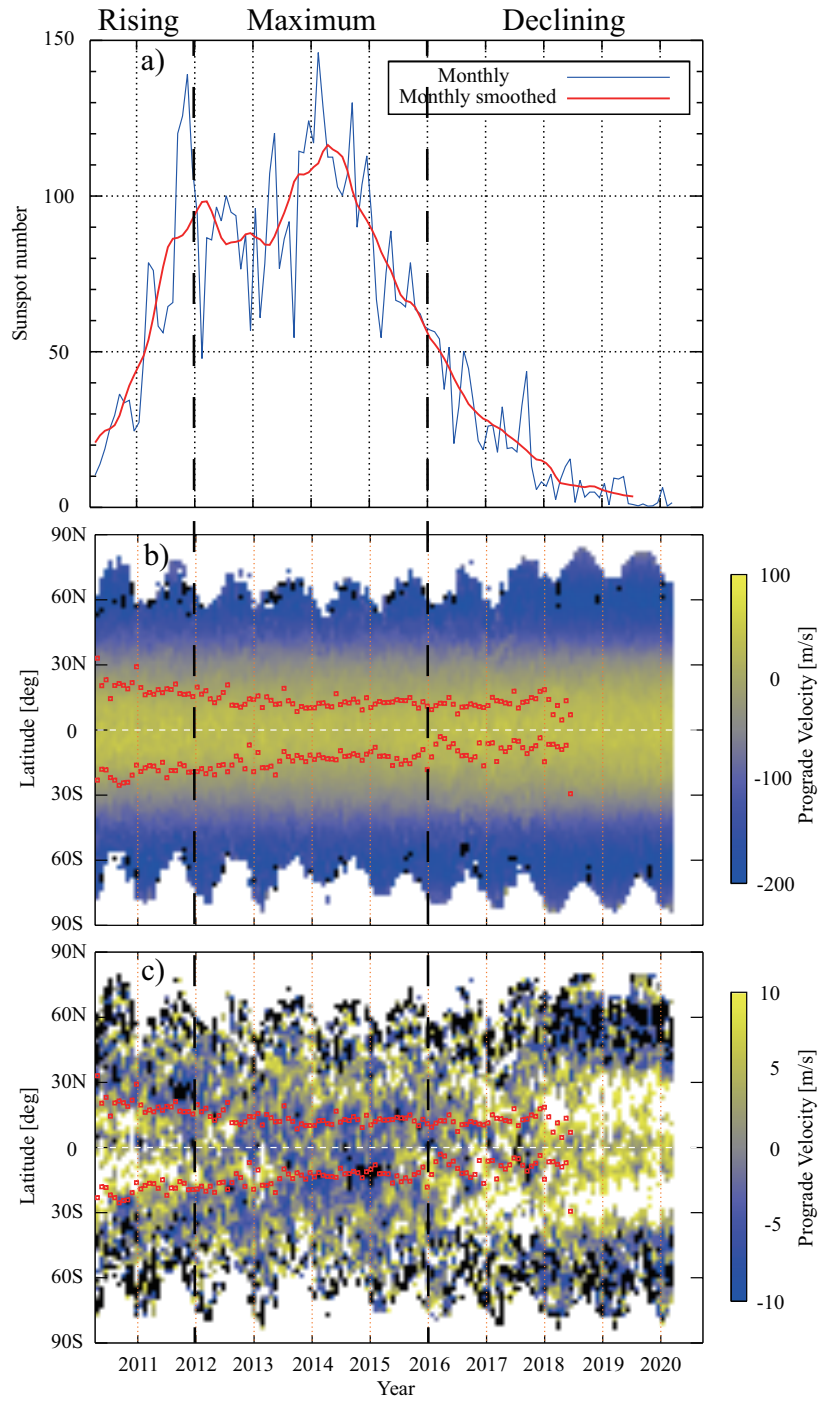 Rising Maximum Declining
a)
Monthly
Monthly smoothed
150
100
50
0
Sunspot number
b)
90N
60N
30N
0
30S
60S
90S
Latitude [deg]
100
0
-100
-200
Prograde Velocity [m/s]
c)
90N
60N
30N
0
30S
60S
90S
Latitude [deg]
10
5
0
-5
-10
Prograde Velocity [m/s]
2011 2012 2013 2014 2015 2016 2017 2018 2019 2020
Year